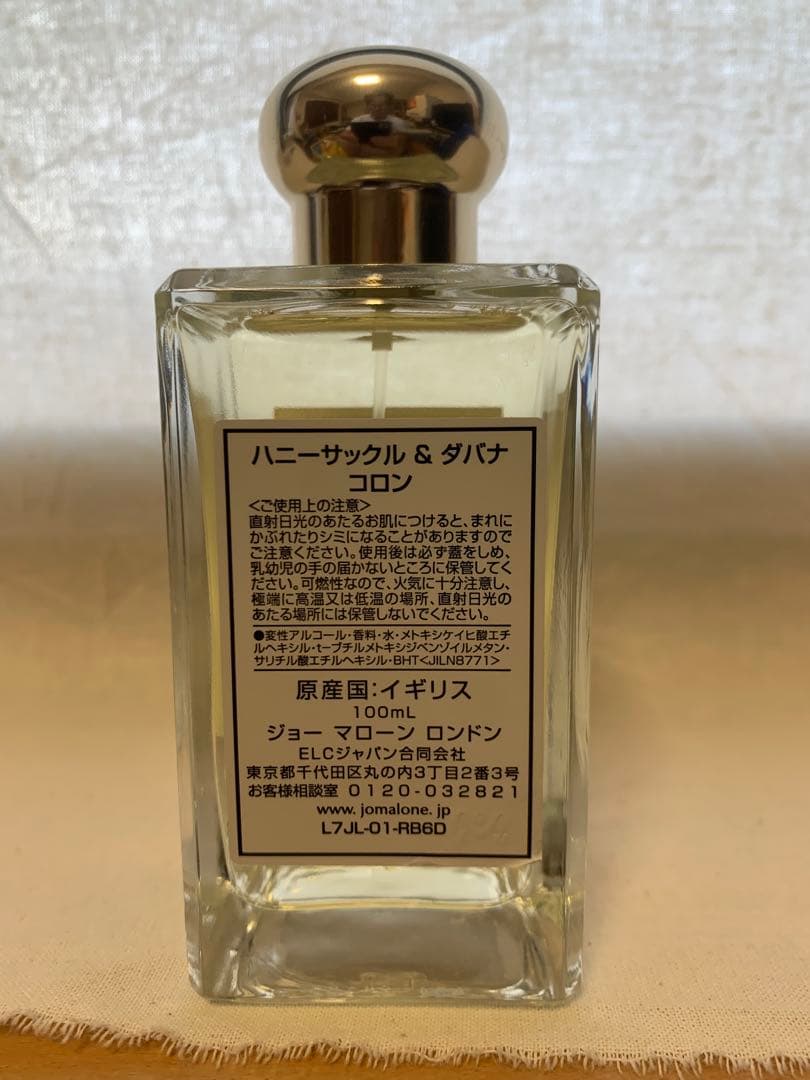 ハニーサックル & ダバナ
コロン
<ご使用上の注意>
直射日光のあたるお肌につけると、まれに
かぶれたりシミになることがありますので
ご注意ください。使用後は必ず蓋をしめ、
乳幼児の手の届かないところに保管してく
ださい。可燃性なので、火気に十分注意し、
極端に高温又は低温の場所、直射日光の
あたる場所には保管しないでください。
●変性アルコール・香料・水・メトキシケイヒ酸エチ
ルヘキシル・t-ブチルメトキシジベンゾイルメタン・
サリチル酸エチルヘキシル・BHT<JILN8771>
原産国:イギリス
100mL
ジョー マローン ロンドン
ELCジャパン合同会社
東京都千代田区丸の内3丁目2番3号
お客様相談室 0120-032821
www. jomalone. jp
L7JL-01-RB6D